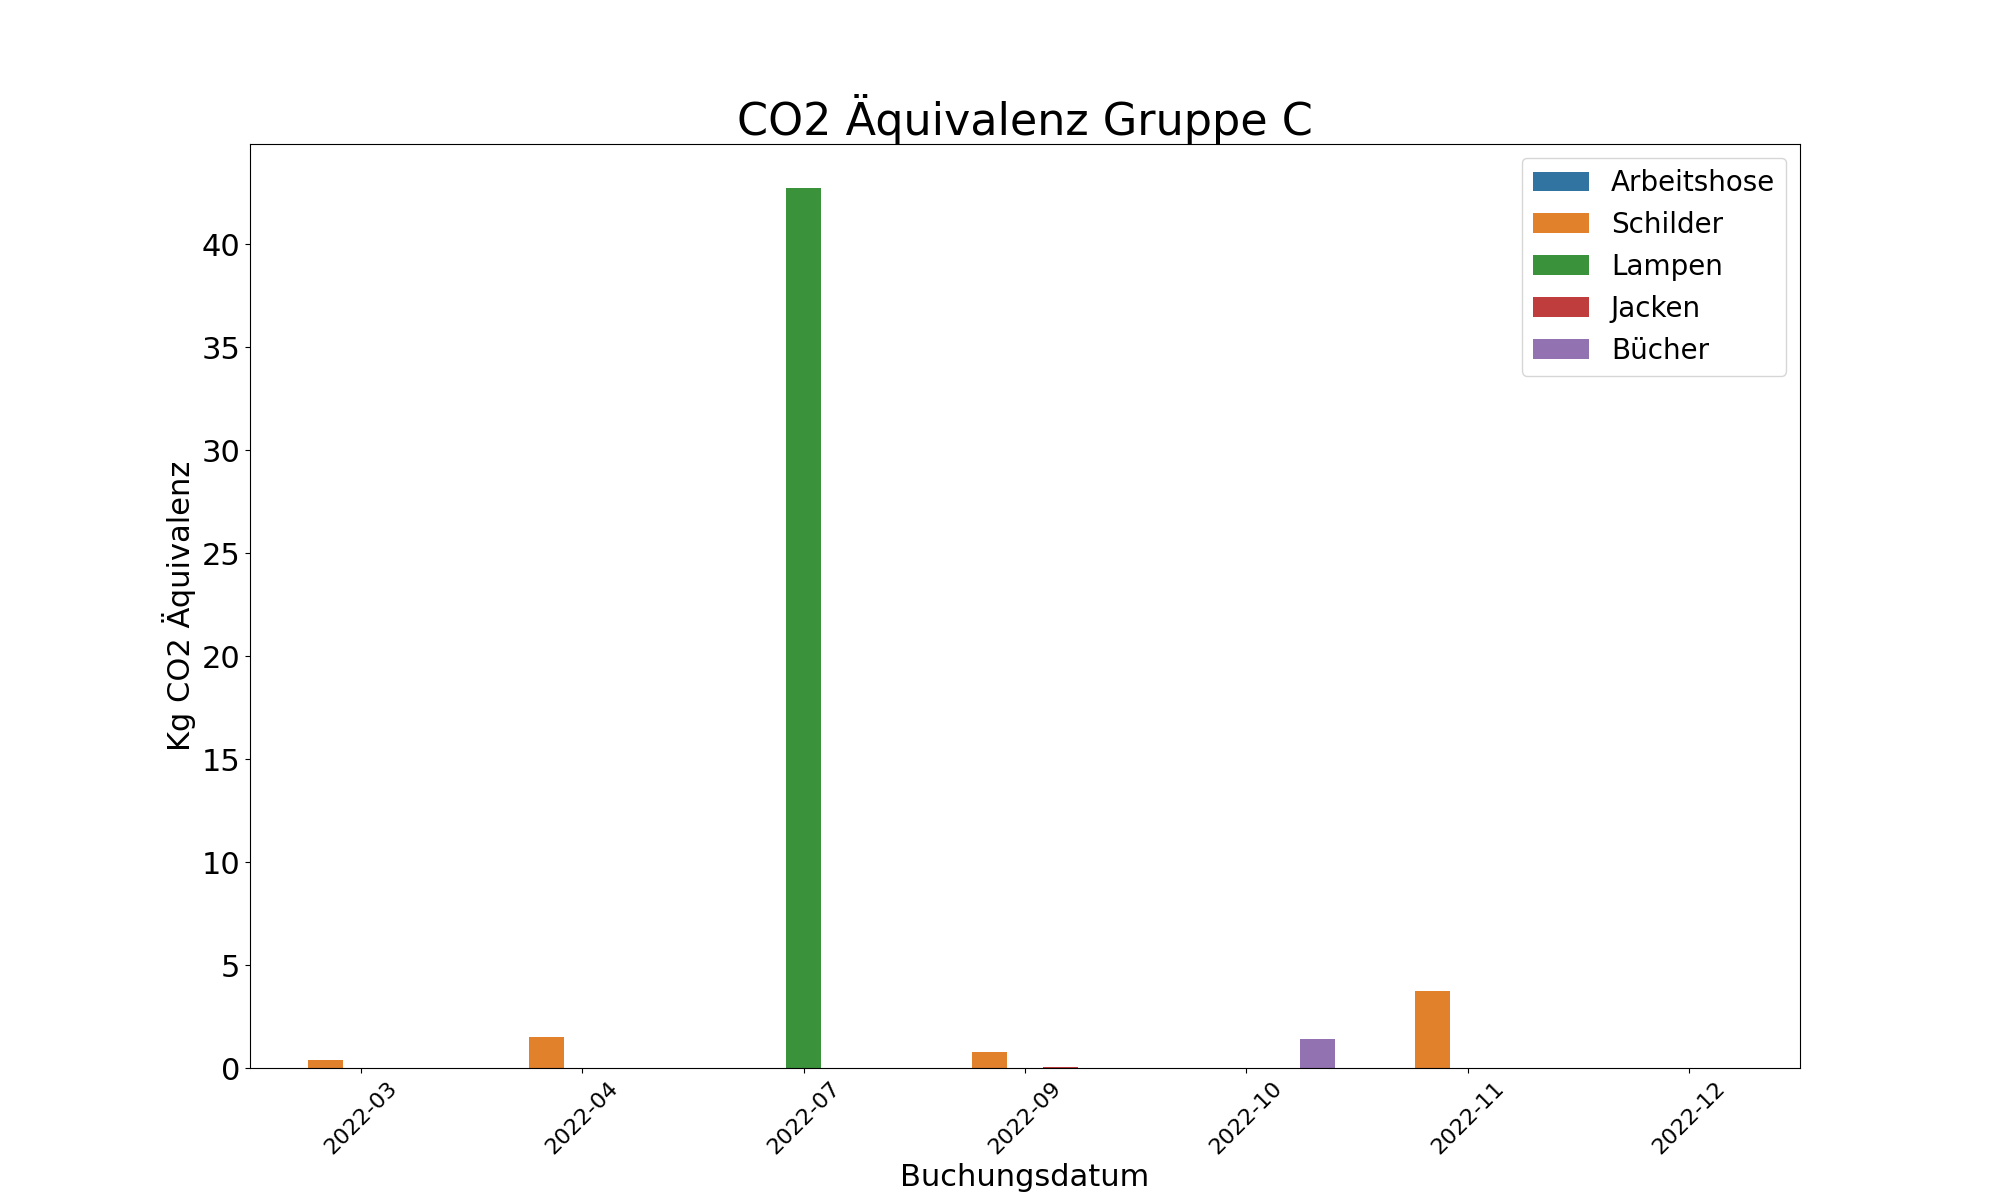 CO2 Äquivalenz Gruppe C
Arbeitshose
Schilder
Lampen
Jacken
Bücher
Kg CO2 Äquivalenz
40
35
30
25
20
15
10
5
0
2022-03
2022-04
2022-07
2022-09
2022-10
2022-11
2022-12
Buchungsdatum